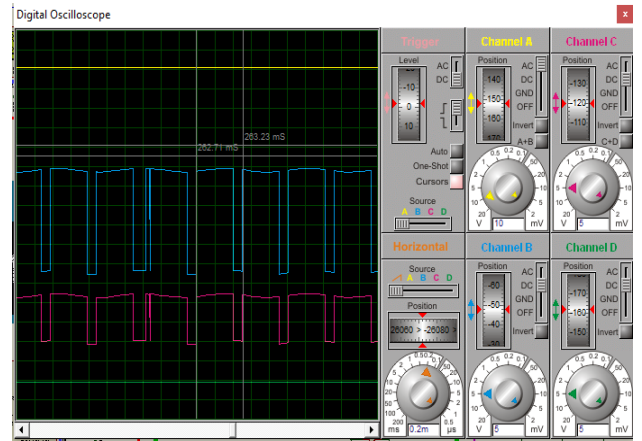 Digital Oscilloscope
x
Trigger
Level
10
0
10
AC
DC
Auto
One-Shot
Cursors
Source
A B C D
Channel A
Position
140
150
160
170
AC
DC
GND
OFF
Invert
A+B
V 10 mV
Channel C
Position
-130
-120
-110
AC
DC
GND
OFF
Invert
C+D
V 5 mV
263.23 mS
262.71 mS
Horizontal
Source
A B C D
Position
26060 > -26080 >
ms 0.2m µs
Channel B
Position
-60
-50
-40
-30
AC
DC
GND
OFF
Invert
V 5 mV
Channel D
Position
-170
-160
-150
AC
DC
GND
OFF
Invert
V 5 mV